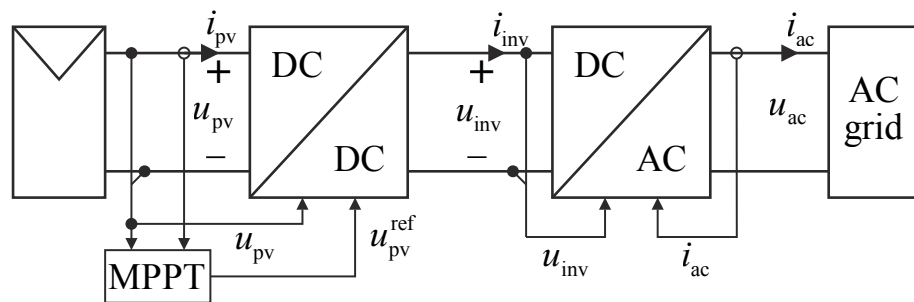 i_pv
i_inv
i_ac
DC
DC
+
+
u_pv
u_inv
u_ac
AC
grid
−
−
DC
AC
u_pv
u_pv^ref
u_inv
i_ac
MPPT